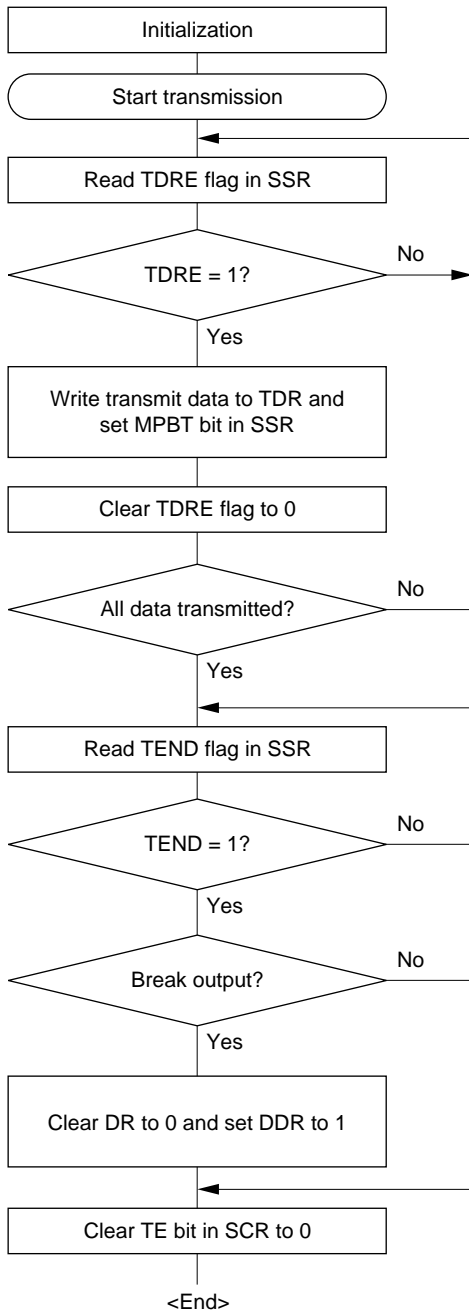 Initialization
Start transmission
Read TDRE flag in SSR
TDRE = 1?
No
Yes
Write transmit data to TDR and
set MPBT bit in SSR
Clear TDRE flag to 0
All data transmitted?
No
Yes
Read TEND flag in SSR
TEND = 1?
No
Yes
Break output?
No
Yes
Clear DR to 0 and set DDR to 1
Clear TE bit in SCR to 0
<End>